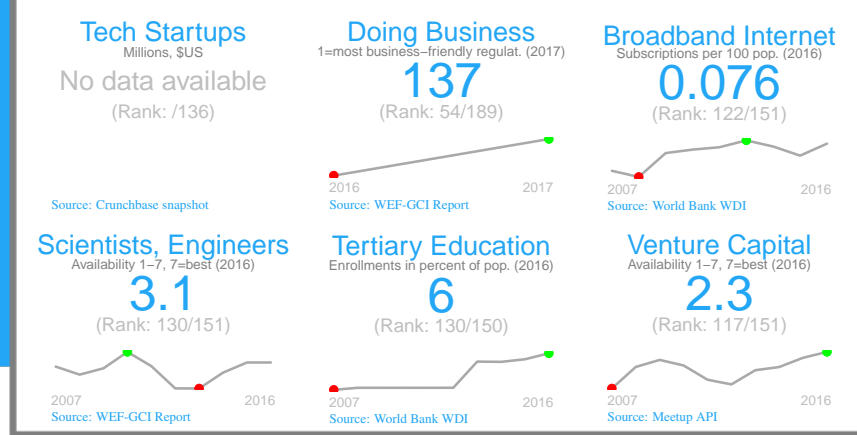 Tech Startups
Millions, $US
No data available
(Rank: /136)
Source: Crunchbase snapshot
Doing Business
1=most business−friendly regulat. (2017)
137
(Rank: 54/189)
2016 2017
Source: WEF-GCI Report
Broadband Internet
Subscriptions per 100 pop. (2016)
0.076
(Rank: 122/151)
2007 2016
Source: World Bank WDI
Scientists, Engineers
Availability 1−7, 7=best (2016)
3.1
(Rank: 130/151)
2007 2016
Source: WEF-GCI Report
Tertiary Education
Enrollments in percent of pop. (2016)
6
(Rank: 130/150)
2007 2016
Source: World Bank WDI
Venture Capital
Availability 1−7, 7=best (2016)
2.3
(Rank: 117/151)
2007 2016
Source: Meetup API